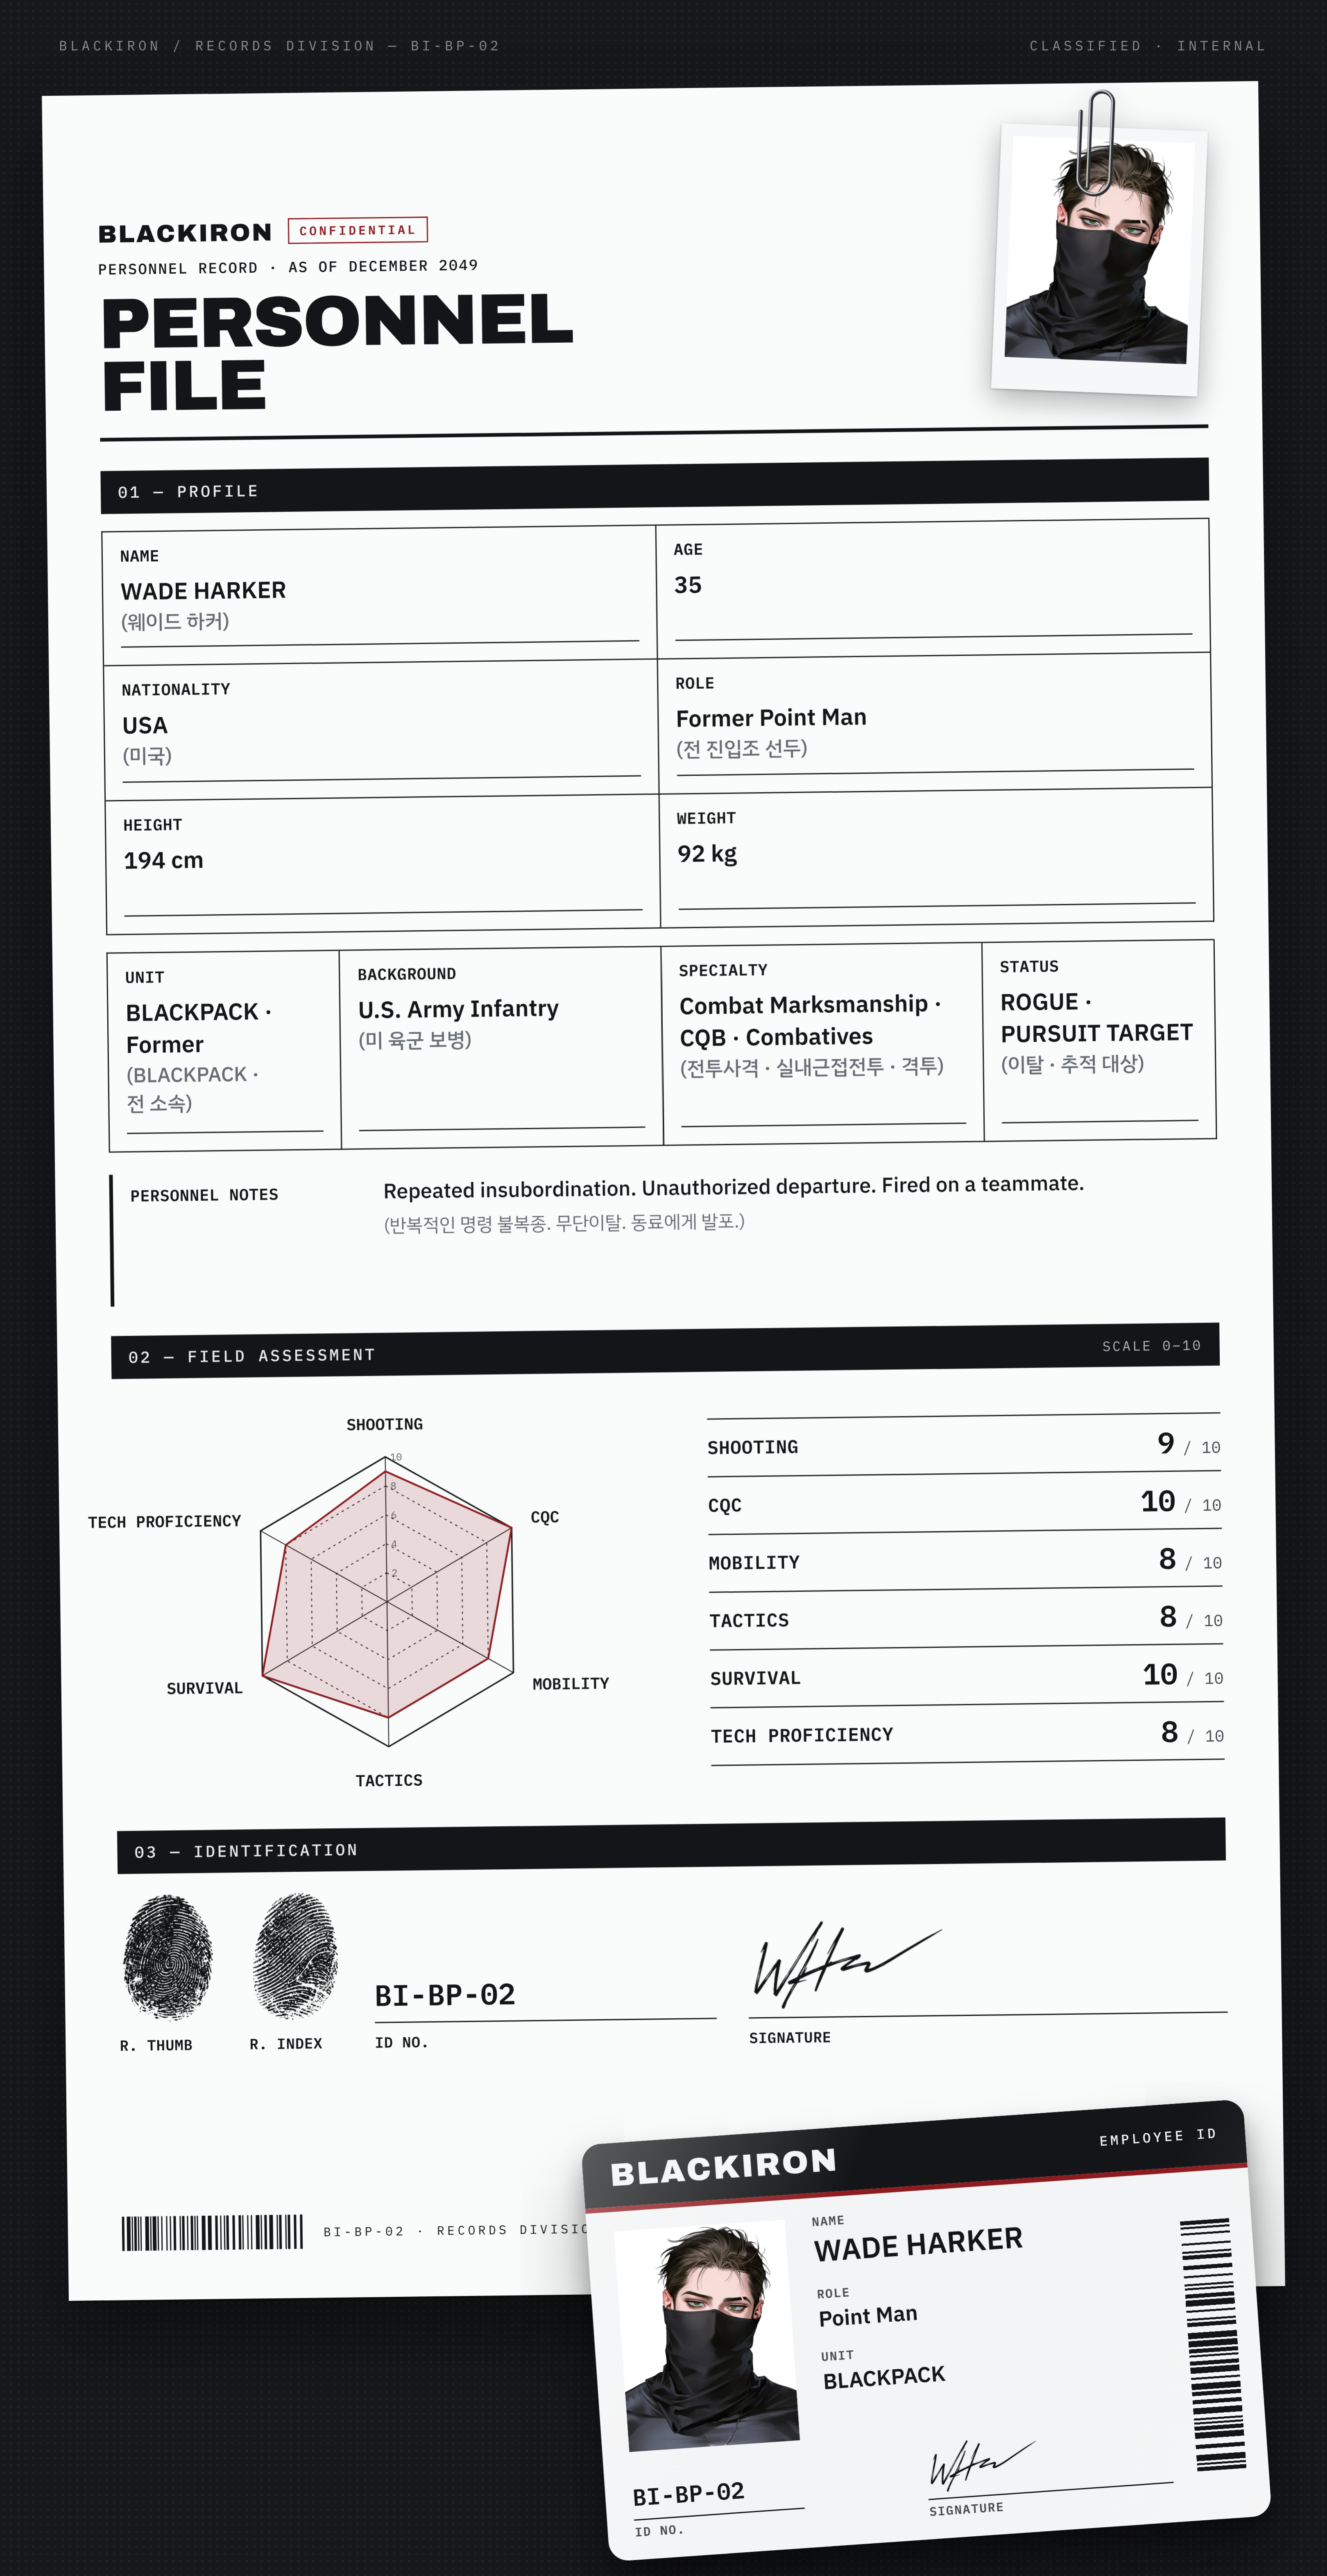 BLACKIRON / RECORDS DIVISION — BI-BP-02
CLASSIFIED · INTERNAL
BLACKIRON
CONFIDENTIAL
PERSONNEL RECORD · AS OF DECEMBER 2049
PERSONNEL
FILE
01 — PROFILE
NAME
WADE HARKER
(웨이드 하커)
AGE
35
NATIONALITY
USA
(미국)
ROLE
Former Point Man
(전 진입조 선두)
HEIGHT
194 cm
WEIGHT
92 kg
UNIT
BLACKPACK ·
Former
(BLACKPACK ·
전 소속)
BACKGROUND
U.S. Army Infantry
(미 육군 보병)
SPECIALTY
Combat Marksmanship ·
CQB · Combatives
(전투사격 · 실내근접전투 · 격투)
STATUS
ROGUE ·
PURSUIT TARGET
(이탈 · 추적 대상)
PERSONNEL NOTES
Repeated insubordination. Unauthorized departure. Fired on a teammate.
(반복적인 명령 불복종. 무단이탈. 동료에게 발포.)
02 — FIELD ASSESSMENT
SCALE 0–10
SHOOTING
10
8
6
4
2
TECH PROFICIENCY
CQC
SURVIVAL
MOBILITY
TACTICS
SHOOTING 9 / 10
CQC 10 / 10
MOBILITY 8 / 10
TACTICS 8 / 10
SURVIVAL 10 / 10
TECH PROFICIENCY 8 / 10
03 — IDENTIFICATION
R. THUMB
R. INDEX
BI-BP-02
ID NO.
SIGNATURE
BI-BP-02 · RECORDS DIVISIO
BLACKIRON
EMPLOYEE ID
NAME
WADE HARKER
ROLE
Point Man
UNIT
BLACKPACK
BI-BP-02
ID NO.
SIGNATURE